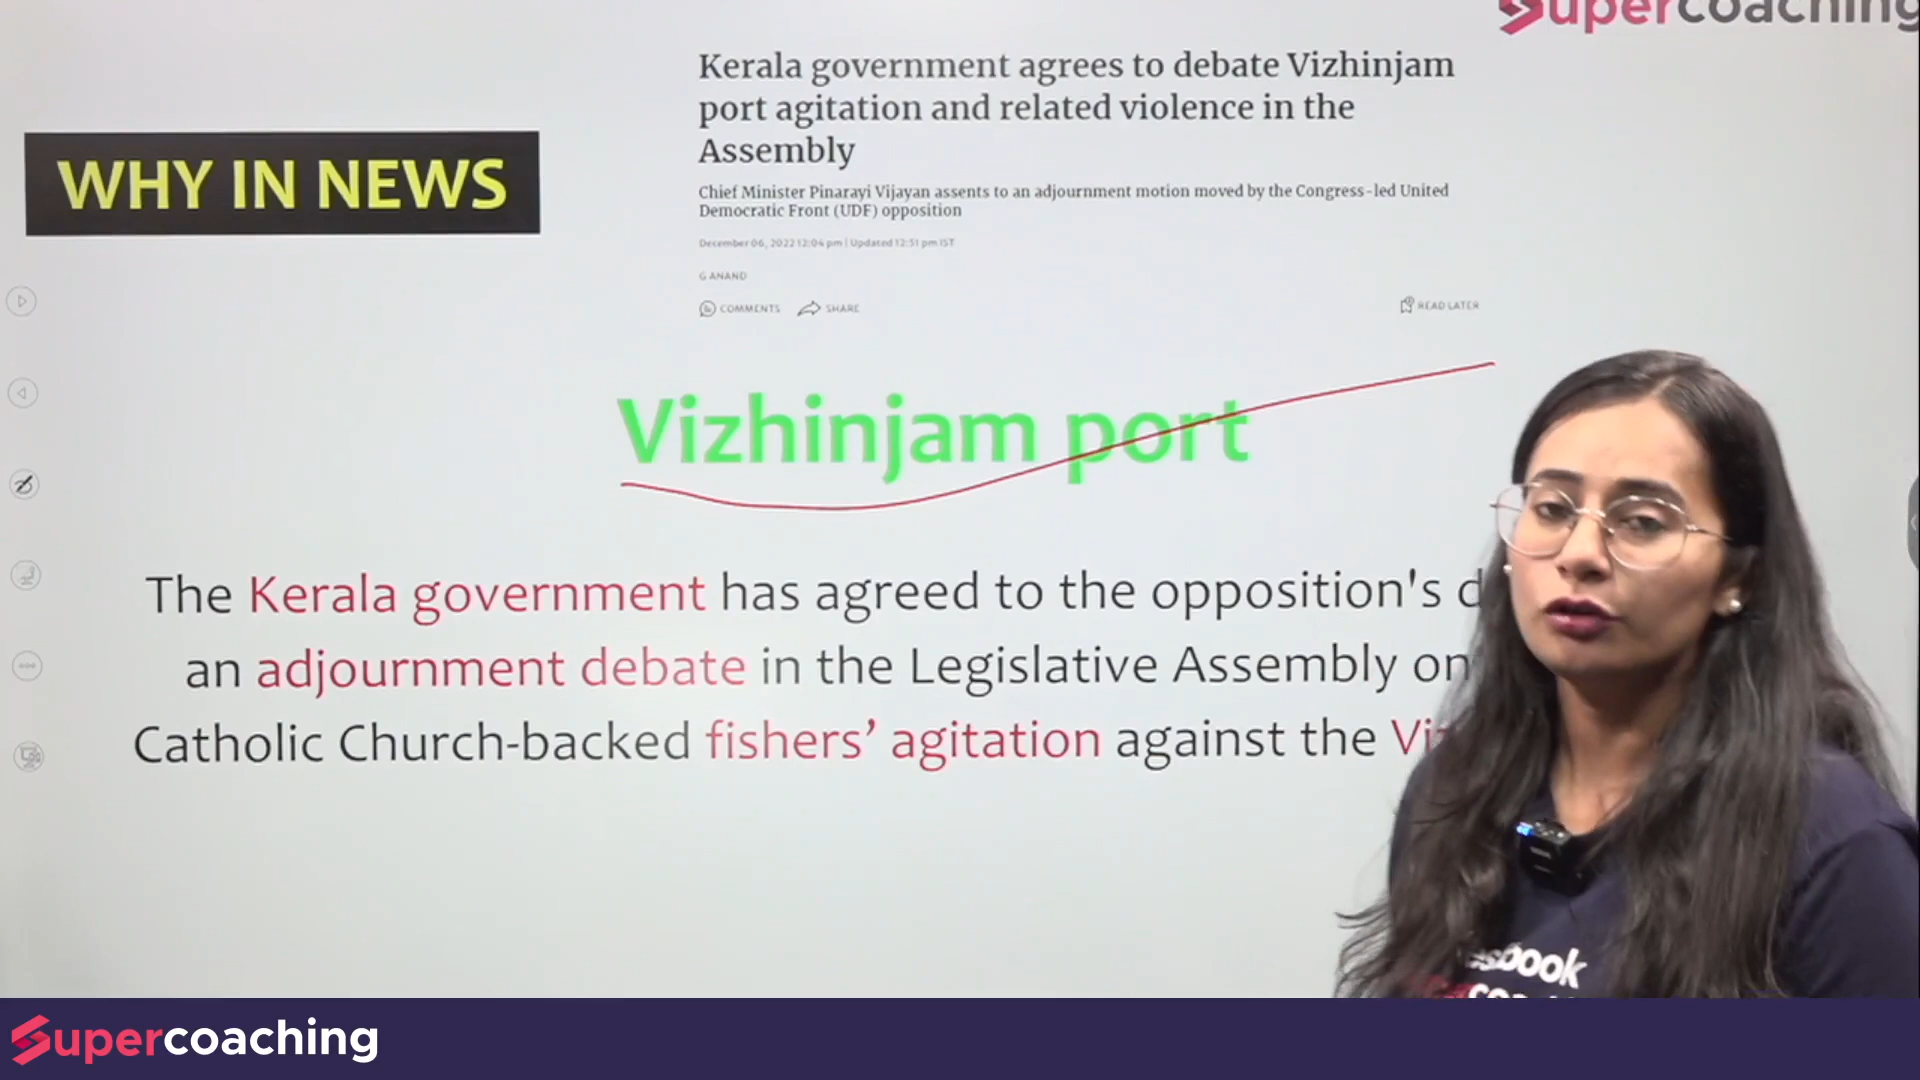 Supercoaching
Kerala government agrees to debate Vizhinjam
port agitation and related violence in the
Assembly
WHY IN NEWS
Chief Minister Pinarayi Vijayan assents to an adjournment motion moved by the Congress-led United
Democratic Front (UDF) opposition
December 06, 2022 12:04 pm | Updated 12:51 pm IST
G ANAND
COMMENTS SHARE
READ LATER
Vizhinjam port
The Kerala government has agreed to the opposition's
an adjournment debate in the Legislative Assembly on
Catholic Church-backed fishers’ agitation against the
Supercoaching